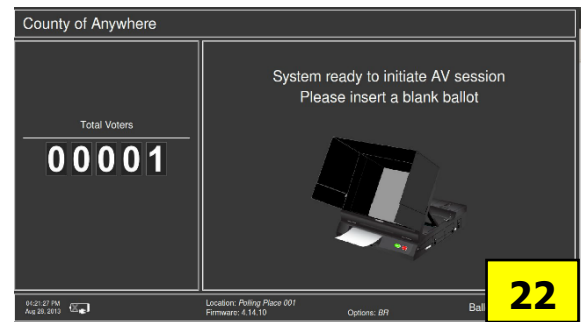 County of Anywhere
System ready to initiate AV session
Please insert a blank ballot
Total Voters
00001
04:21:27 PM
Aug 28, 2013
Location: Polling Place 001
Firmware: 4.14.10
Options: BR
22